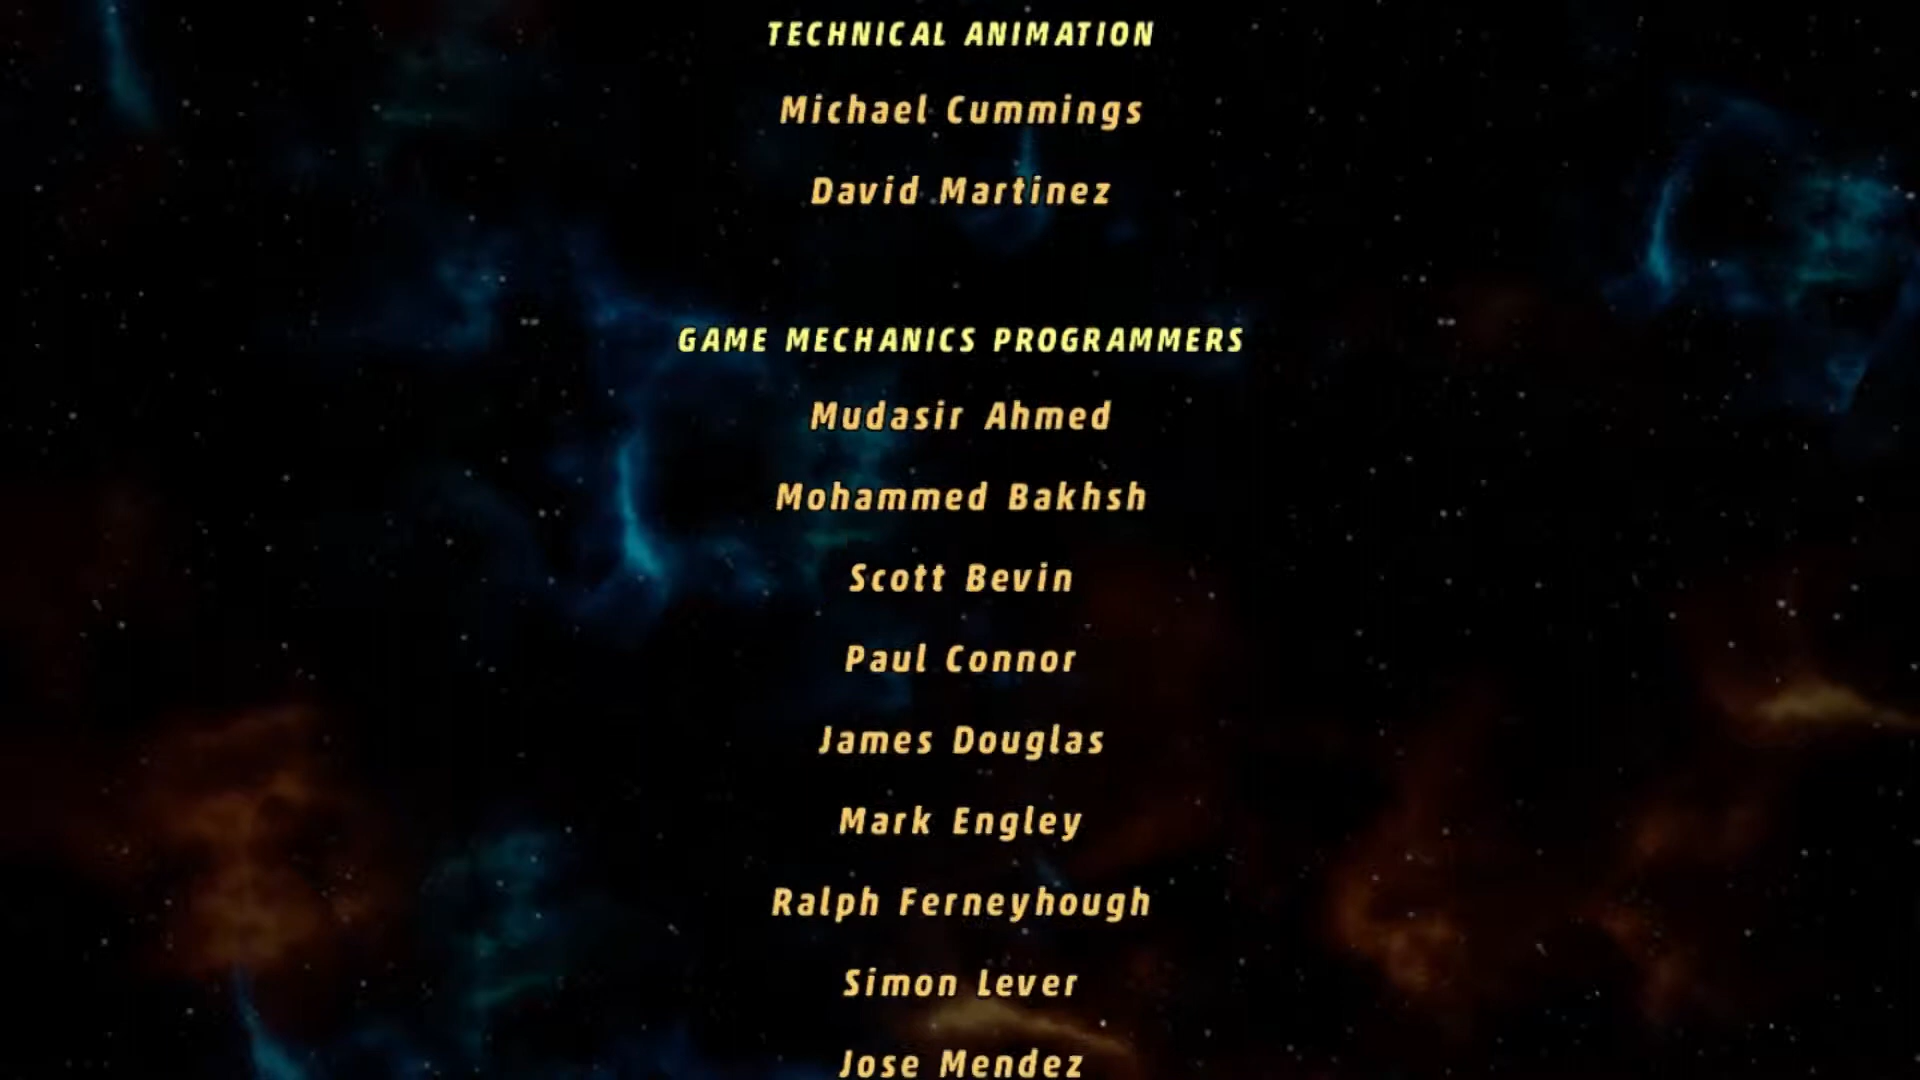 TECHNICAL ANIMATION
Michael Cummings
David Martinez
GAME MECHANICS PROGRAMMERS
Mudasir Ahmed
Mohammed Bakhsh
Scott Bevin
Paul Connor
James Douglas
Mark Engley
Ralph Ferneyhough
Simon Lever
Jose Mendez